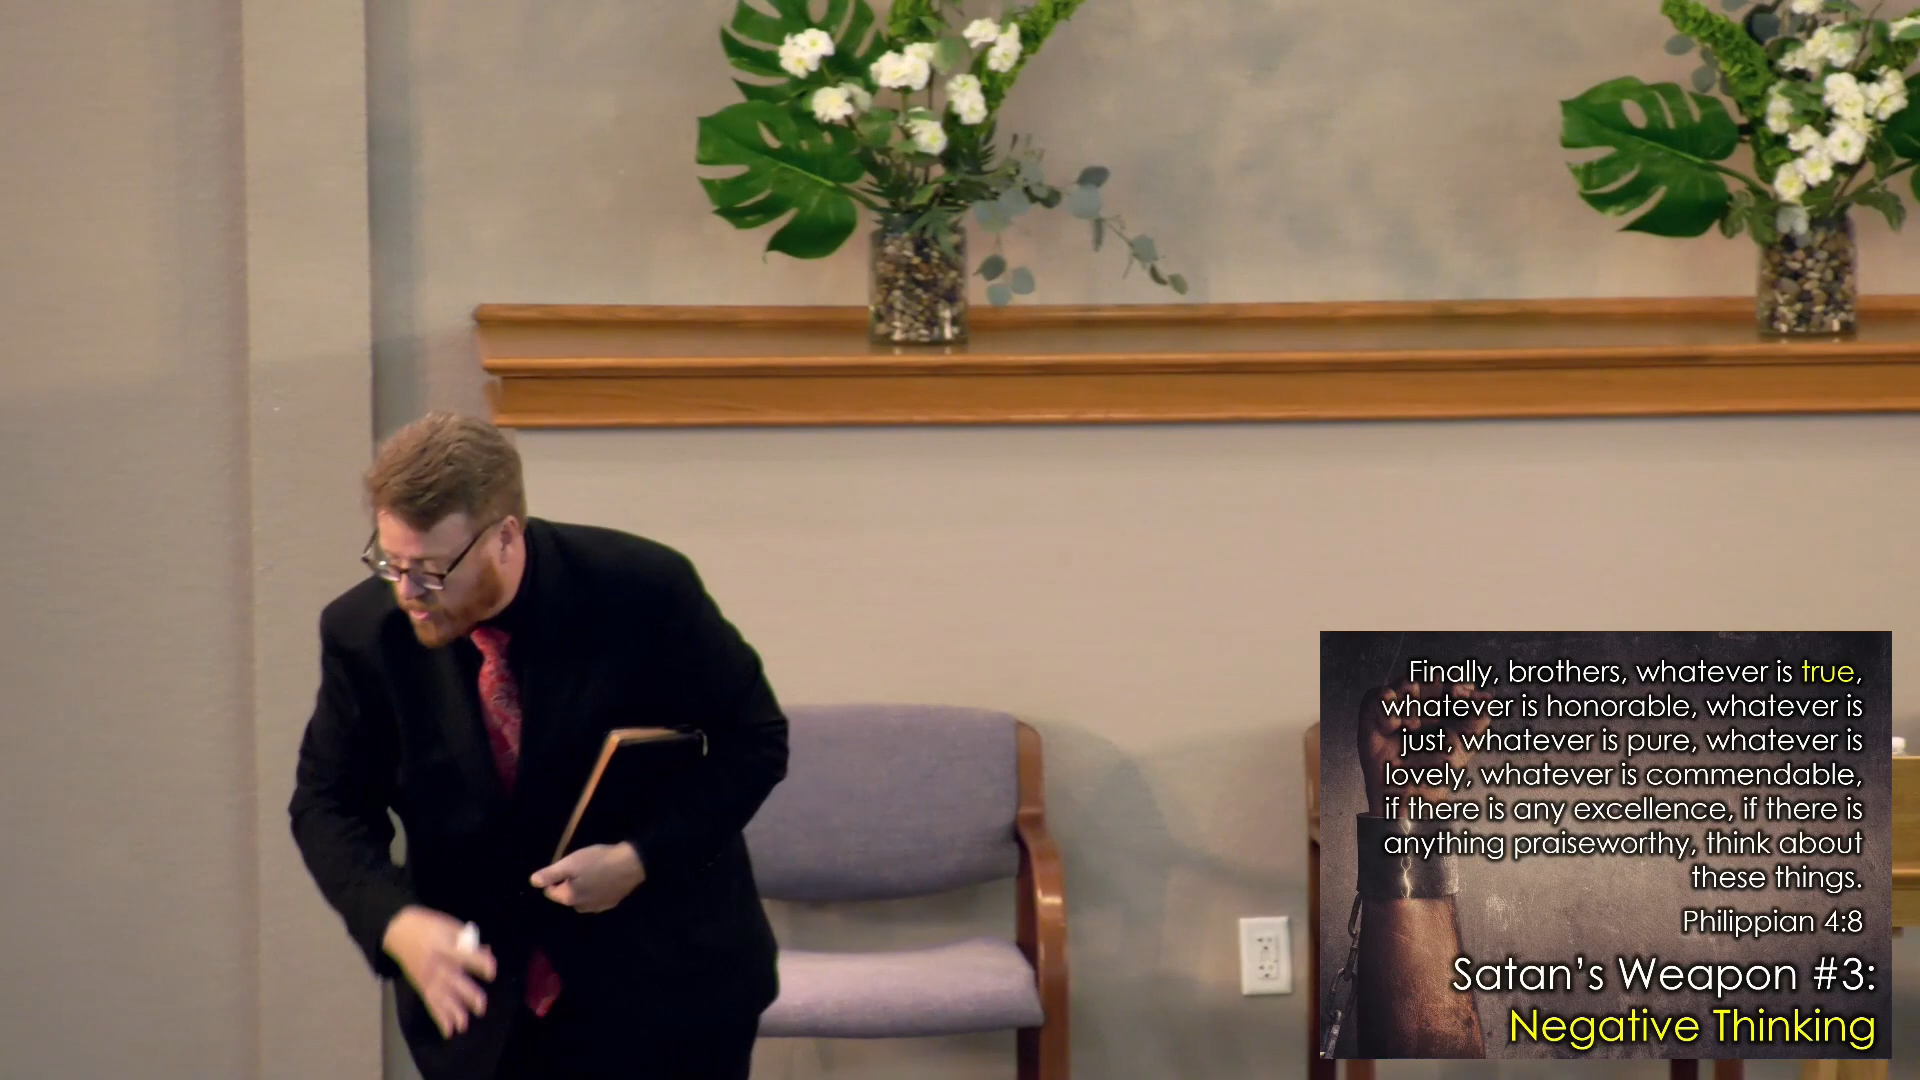 Finally, brothers, whatever is true,
whatever is honorable, whatever is
just, whatever is pure, whatever is
lovely, whatever is commendable,
if there is any excellence, if there is
anything praiseworthy, think about
these things.
Philippian 4:8
Satan's Weapon #3:
Negative Thinking